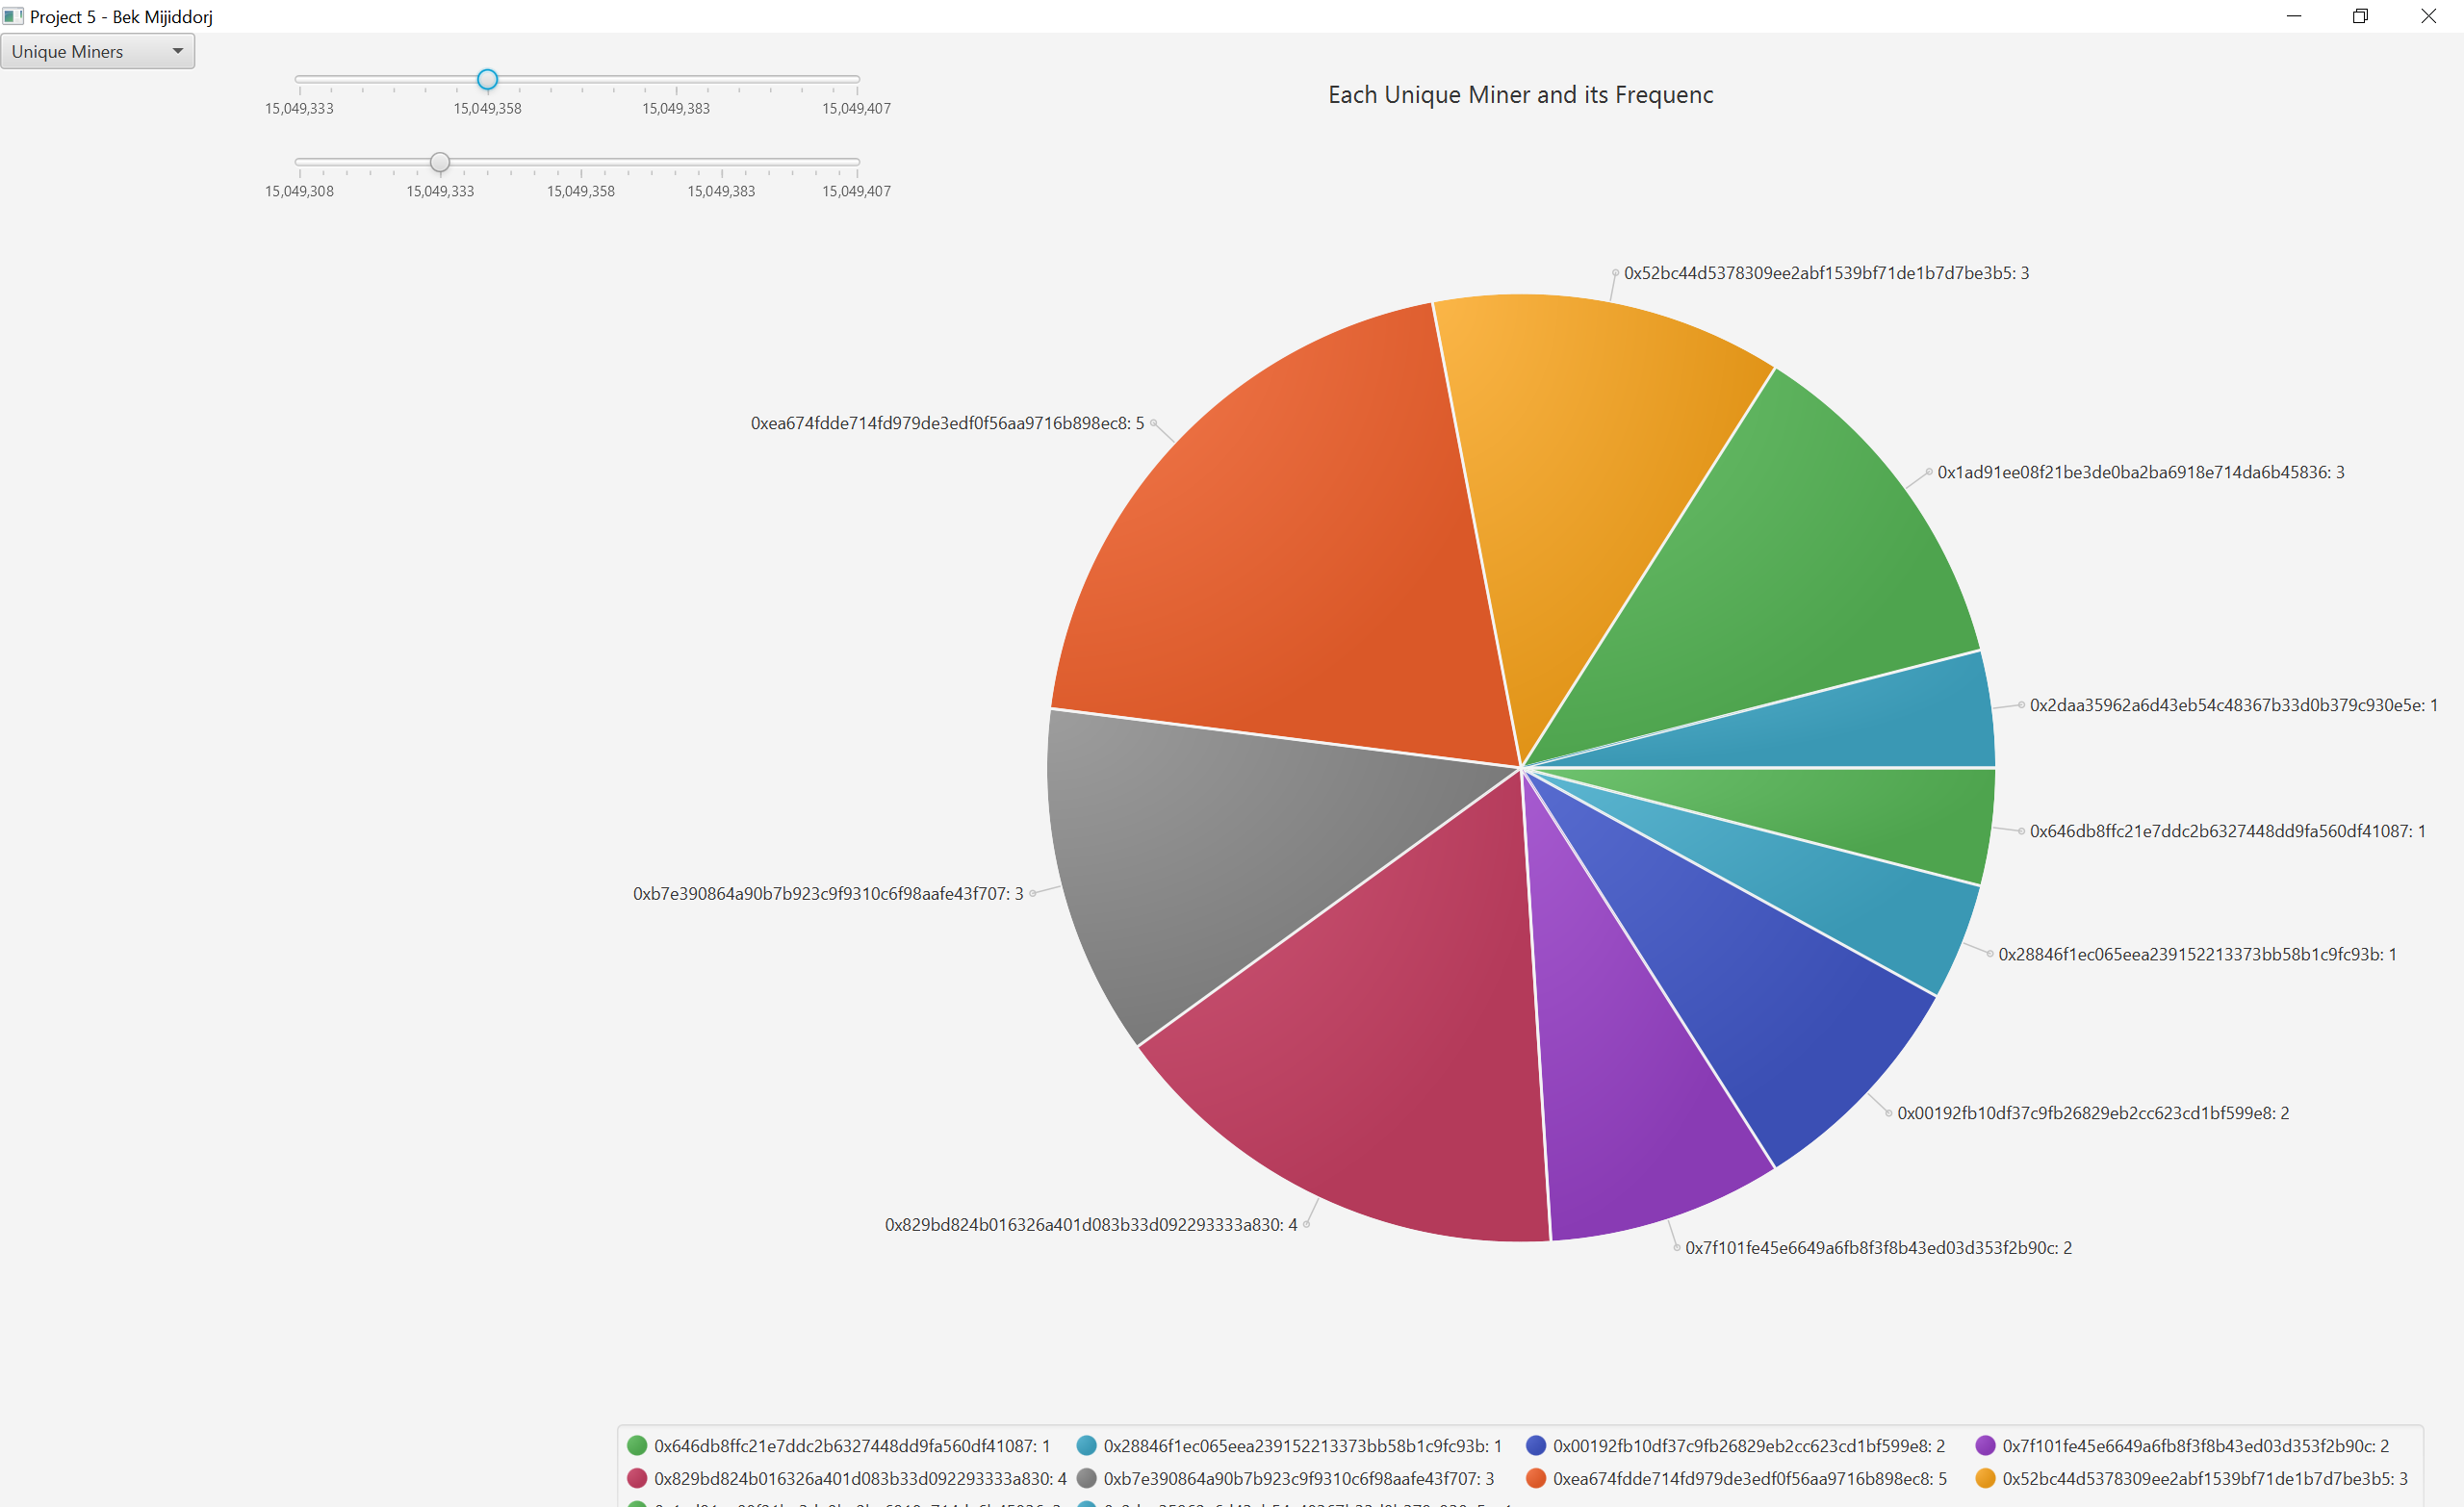 Project 5 - Bek Mijiddorj
Unique Miners
15,049,333 15,049,358 15,049,383 15,049,407
Each Unique Miner and its Frequenc
15,049,308 15,049,333 15,049,358 15,049,383 15,049,407
0x52bc44d5378309ee2abf1539bf71de1b7d7be3b5: 3
0xea674fdde714fd979de3edf0f56aa9716b898ec8: 5
0x1ad91ee08f21be3de0ba2ba6918e714da6b45836: 3
0x2daa35962a6d43eb54c48367b33d0b379c930e5e: 1
0x646db8ffc21e7ddc2b6327448dd9fa560df41087: 1
0xb7e390864a90b7b923c9f9310c6f98aafe43f707: 3
0x28846f1ec065eea239152213373bb58b1c9fc93b: 1
0x00192fb10df37c9fb26829eb2cc623cd1bf599e8: 2
0x829bd824b016326a401d083b33d092293333a830: 4
0x7f101fe45e6649a6fb8f3f8b43ed03d353f2b90c: 2
0x646db8ffc21e7ddc2b6327448dd9fa560df41087: 1 0x28846f1ec065eea239152213373bb58b1c9fc93b: 1 0x00192fb10df37c9fb26829eb2cc623cd1bf599e8: 2 0x7f101fe45e6649a6fb8f3f8b43ed03d353f2b90c: 2
0x829bd824b016326a401d083b33d092293333a830: 4 0xb7e390864a90b7b923c9f9310c6f98aafe43f707: 3 0xea674fdde714fd979de3edf0f56aa9716b898ec8: 5 0x52bc44d5378309ee2abf1539bf71de1b7d7be3b5: 3